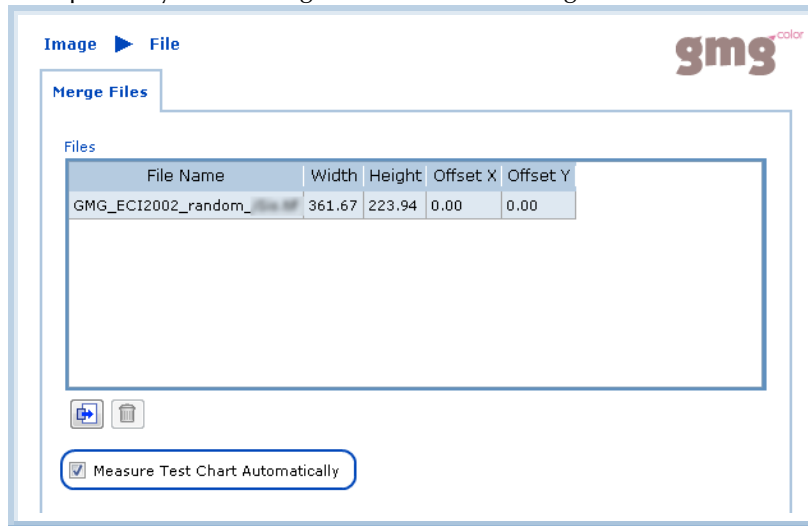 Image ▶ File
gmg color
Merge Files
Files
File Name Width Height Offset X Offset Y
GMG_ECI2002_random_ 361.67 223.94 0.00 0.00
Measure Test Chart Automatically